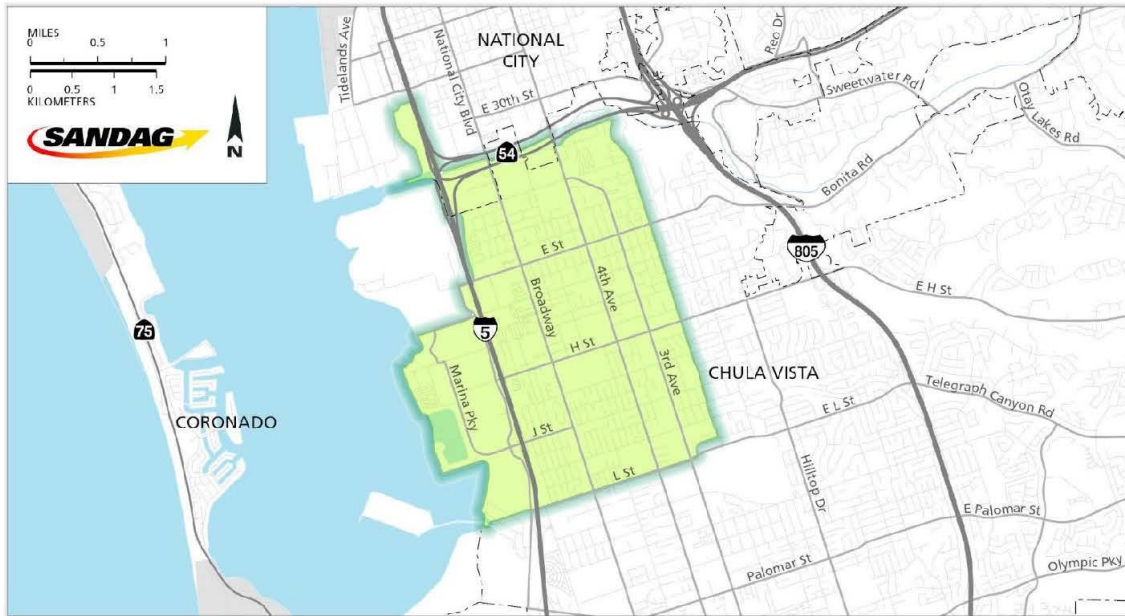 MILES
0 0.5 1
0 0.5 1 1.5
KILOMETERS
SANDAG
N
Tidelands Ave
National City Blvd
NATIONAL
CITY
E 30th St
54
Reo Dr
Sweetwater Rd
Otay Lakes Rd
Bonita Rd
805
E H St
E St
4th Ave
Broadway
5
H St
3rd Ave
Marina Pky
J St
L St
75
CORONADO
CHULA VISTA
E L St
Telegraph Canyon Rd
Hilltop Dr
E Palomar St
Palomar St
Olympic Pky